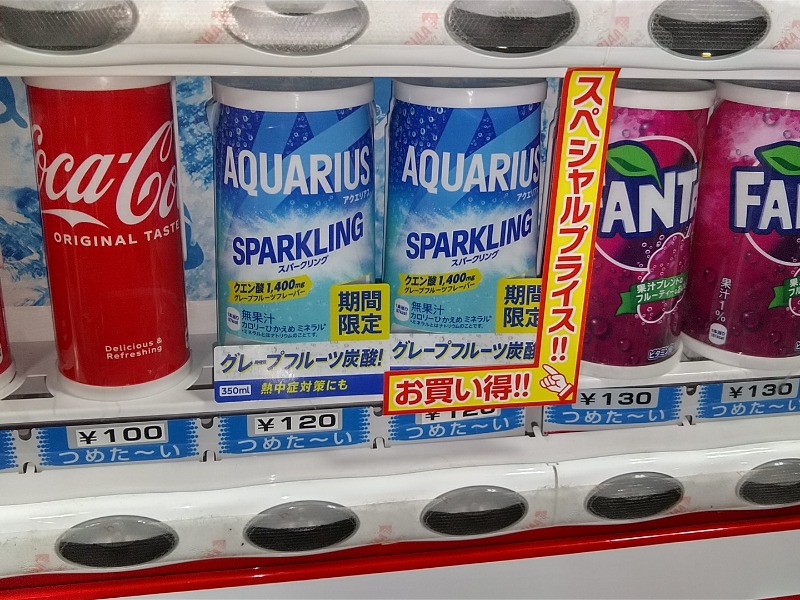 Coca-Co
ORIGINAL TASTE
Delicious &
Refreshing
AQUARIUS
アクエリアス
SPARKLING
スパークリング
クエン酸 1,400mg
グレープフルーツフレーバー
無果汁
カロリーひかえめ ミネラル
期間
限定
グレープフルーツ炭酸!
350ml
熱中症対策にも
AQUARIUS
アクエリア
SPARKLING
スパークリング
クエン酸 1,400mg
グレープフルーツフレーバー
無果汁
カロリーひかえめ ミネラル
期間
限定
グレープフルーツ炭酸
スペシャルプライス!!
お買い得!!
FANT
果汁ブレンドの
ビタミン
FA
果汁1%
¥100
つめた〜い
¥120
つめた〜い
¥120
つめた〜い
¥130
つめた〜い
¥130
つめた〜い